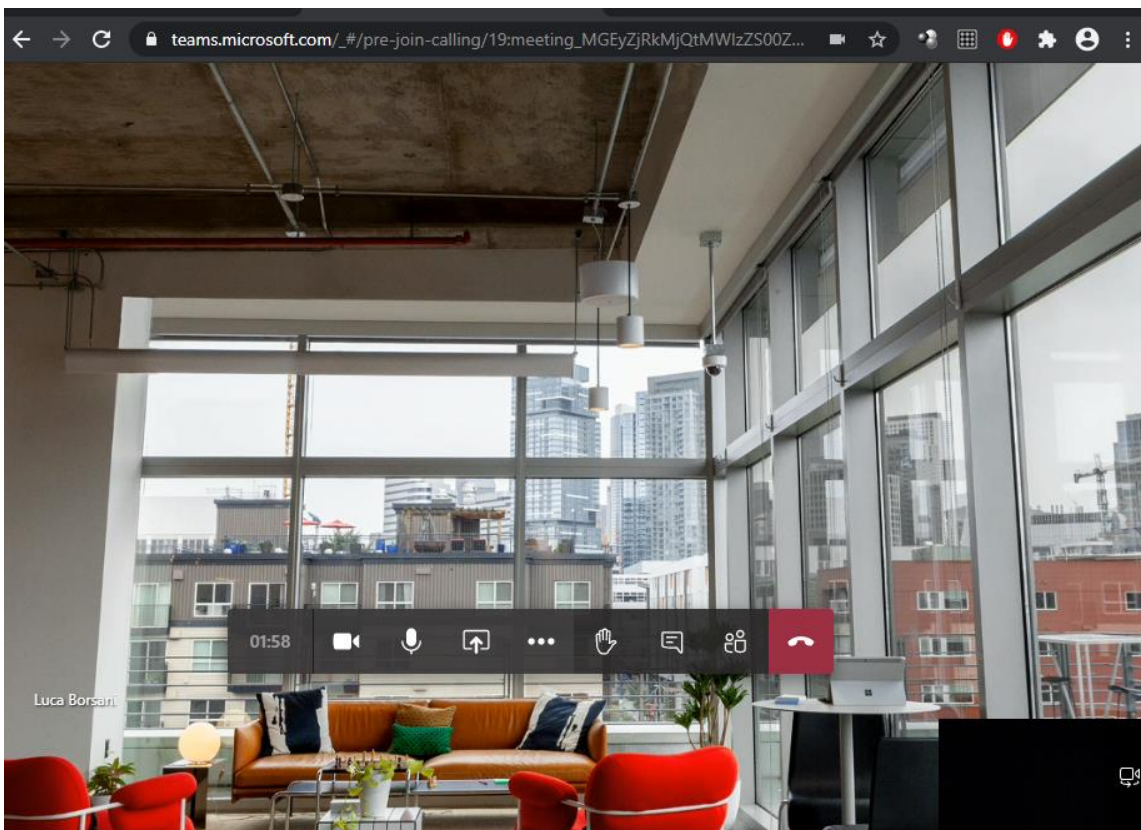 teams.microsoft.com/_#/pre-join-calling/19:meeting_MGEyZjRkMjQtMWIzZS00Z...
01:58
Luca Borsani